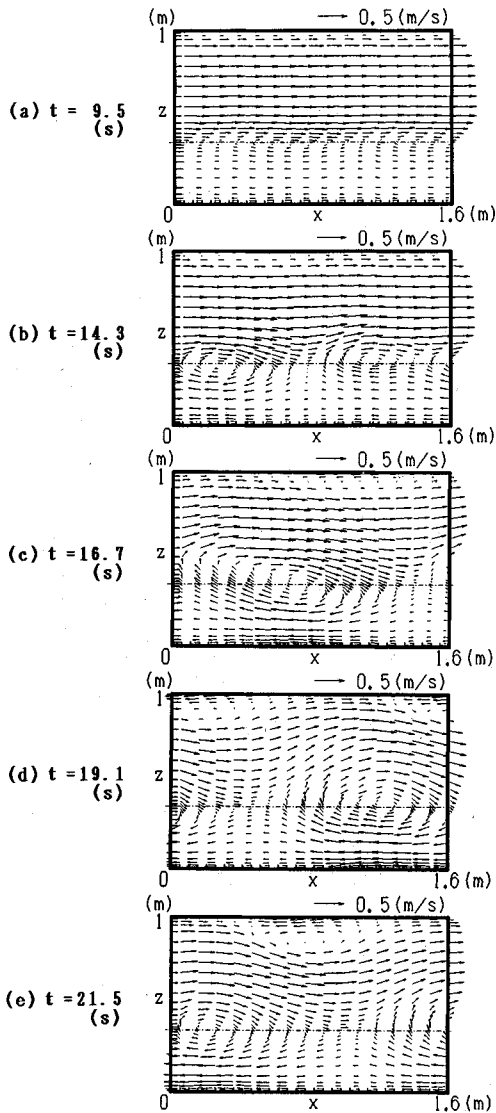 (m) 0.5(m/s)
1
(a) t = 9.5 z
(s)
0 x 1.6(m)
(m) 0.5(m/s)
1
(b) t = 14.3 z
(s)
0 x 1.6(m)
(m) 0.5(m/s)
1
(c) t = 16.7 z
(s)
0 x 1.6(m)
(m) 0.5(m/s)
1
(d) t = 19.1 z
(s)
0 x 1.6(m)
(m) 0.5(m/s)
1
(e) t = 21.5 z
(s)
0 x 1.6(m)